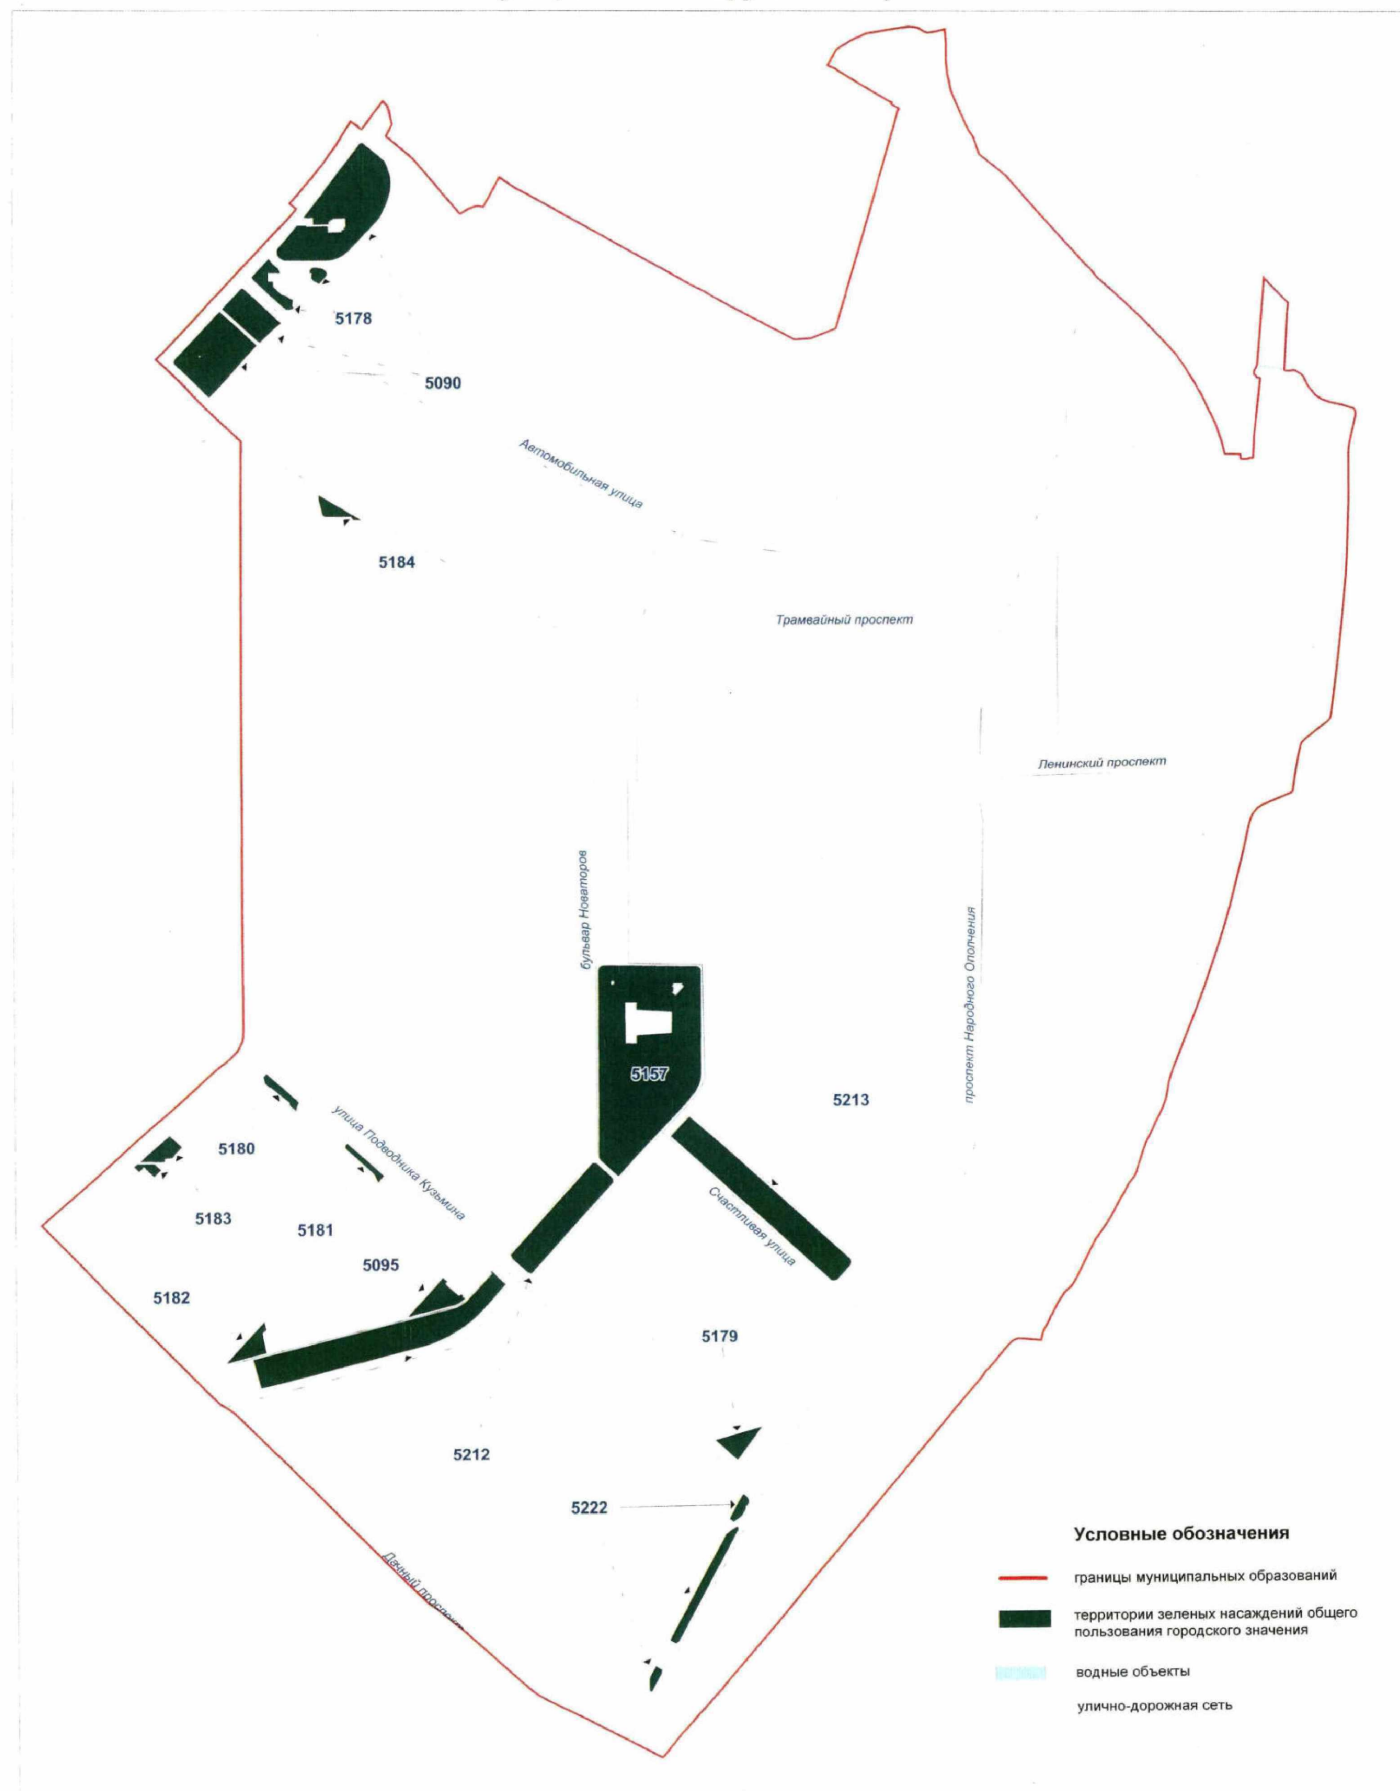 5178
5090
Автомобильная улица
5184
Трамвайный проспект
Ленинский проспект
бульвар Новаторов
проспект Народного Ополчения
5157
5213
улица Подводника Кузьмина
5180
Счастливая улица
5183
5181
5095
5182
5179
5212
5222
Дачный проспект
Условные обозначения
границы муниципальных образований
территории зеленых насаждений общего
пользования городского значения
водные объекты
улично-дорожная сеть